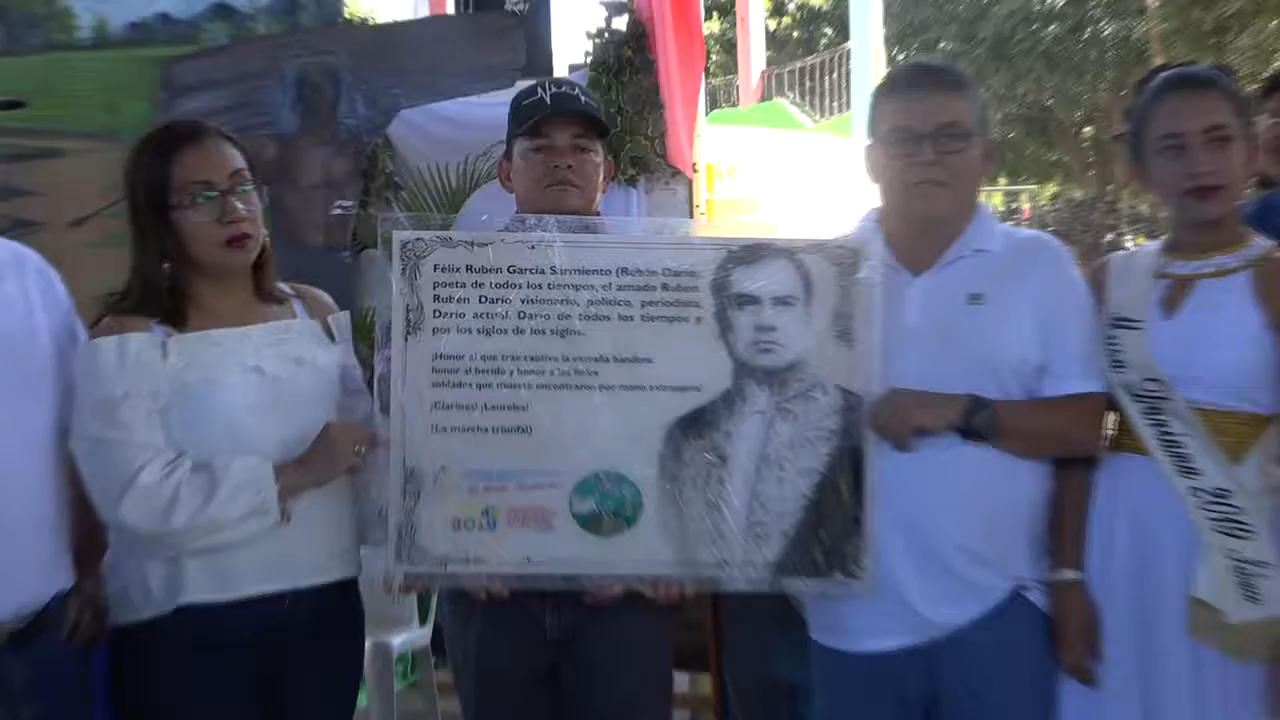 Félix Rubén García Sarmiento (Rubén Darío,
poeta de todos los tiempos, el amado Rubén
Rubén Darío visionario, político, periodista,
Darío actual. Darío de todos los tiempos y
por los siglos de los siglos.
¡Honor al que trae cautiva la extraña bandera
honor al herido y honor a los fieles
soldados que muerte encontraron por mano extranjera!
¡Clarines! ¡Laureles!
(La marcha triunfal)
2019